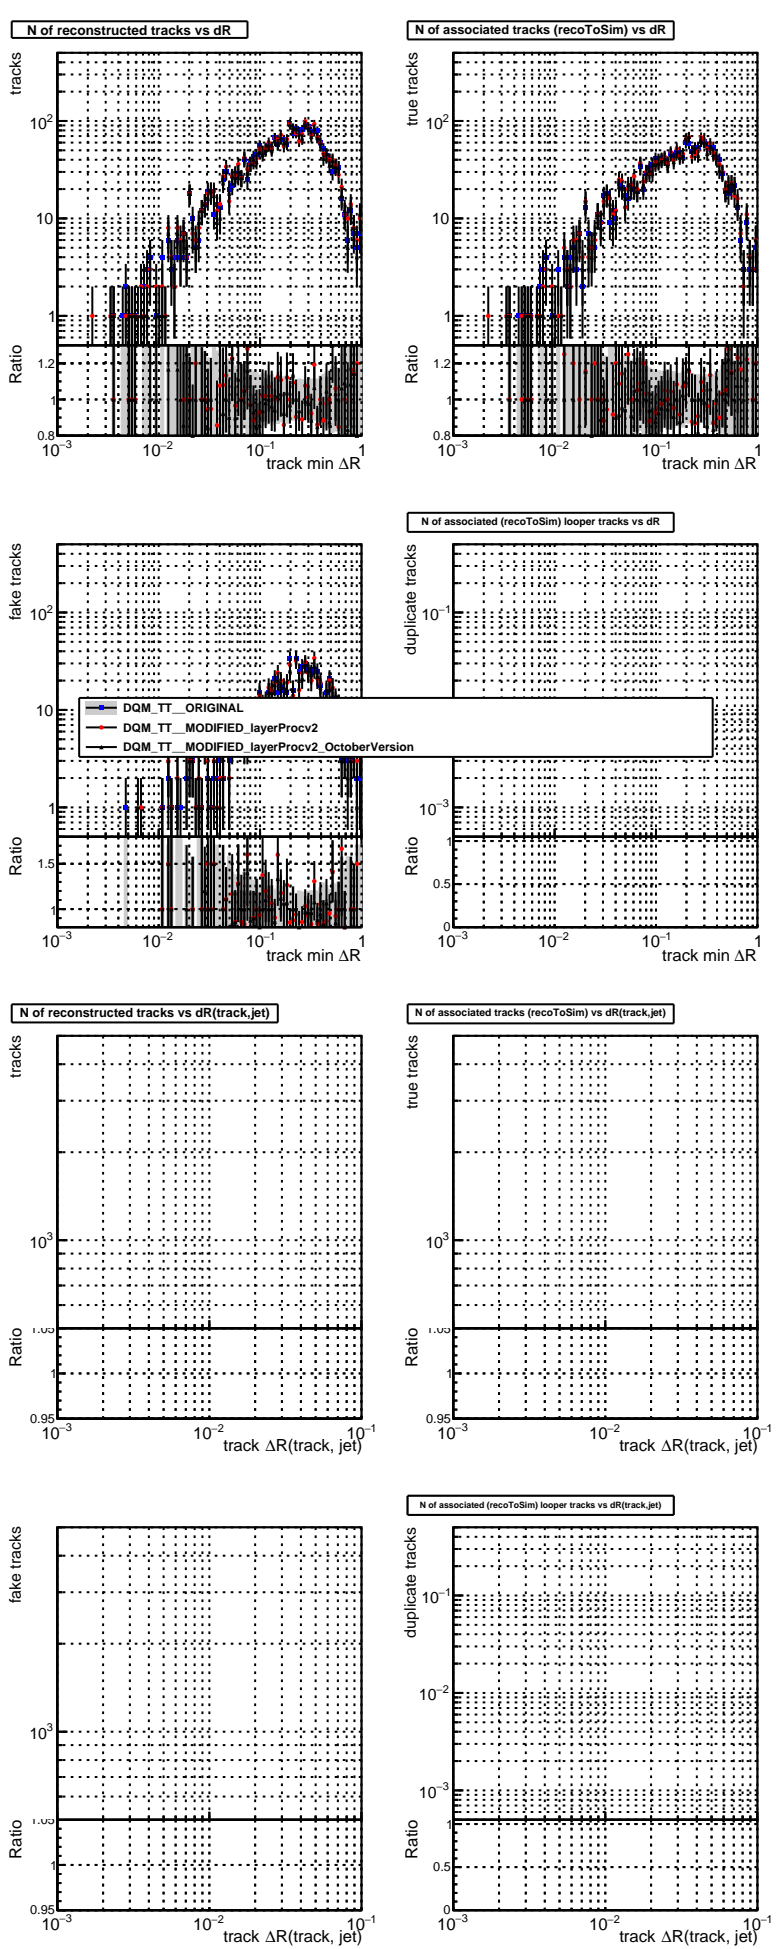 N of reconstructed tracks vs dR
tracks
10²
10
1
Ratio
1.2
1
0.8
10⁻³ 10⁻² 10⁻¹ 1
track min ΔR
N of associated tracks (recoToSim) vs dR
true tracks
10²
10
1
Ratio
1.2
1
0.8
10⁻³ 10⁻² 10⁻¹ 1
track min ΔR
fake tracks
10²
10
1
Ratio
1.5
1
10⁻³ 10⁻² 10⁻¹ 1
track min ΔR
N of associated (recoToSim) looper tracks vs dR
duplicate tracks
10⁻¹
10⁻³
Ratio
1
0.5
0
10⁻³ 10⁻² 10⁻¹ 1
track min ΔR
DQM_TT__ORIGINAL
DQM_TT__MODIFIED_layerProcv2
DQM_TT__MODIFIED_layerProcv2_OctoberVersion
N of reconstructed tracks vs dR(track,jet)
tracks
10³
Ratio
1.05
1
0.95
10⁻³ 10⁻² 10⁻¹
track ΔR(track, jet)
N of associated tracks (recoToSim) vs dR(track,jet)
true tracks
10³
Ratio
1.05
1
0.95
10⁻³ 10⁻² 10⁻¹
track ΔR(track, jet)
fake tracks
10³
Ratio
1.05
1
0.95
10⁻³ 10⁻² 10⁻¹
track ΔR(track, jet)
N of associated (recoToSim) looper tracks vs dR(track,jet)
duplicate tracks
10⁻¹
10⁻²
10⁻³
Ratio
1
0.5
0
10⁻³ 10⁻² 10⁻¹
track ΔR(track, jet)